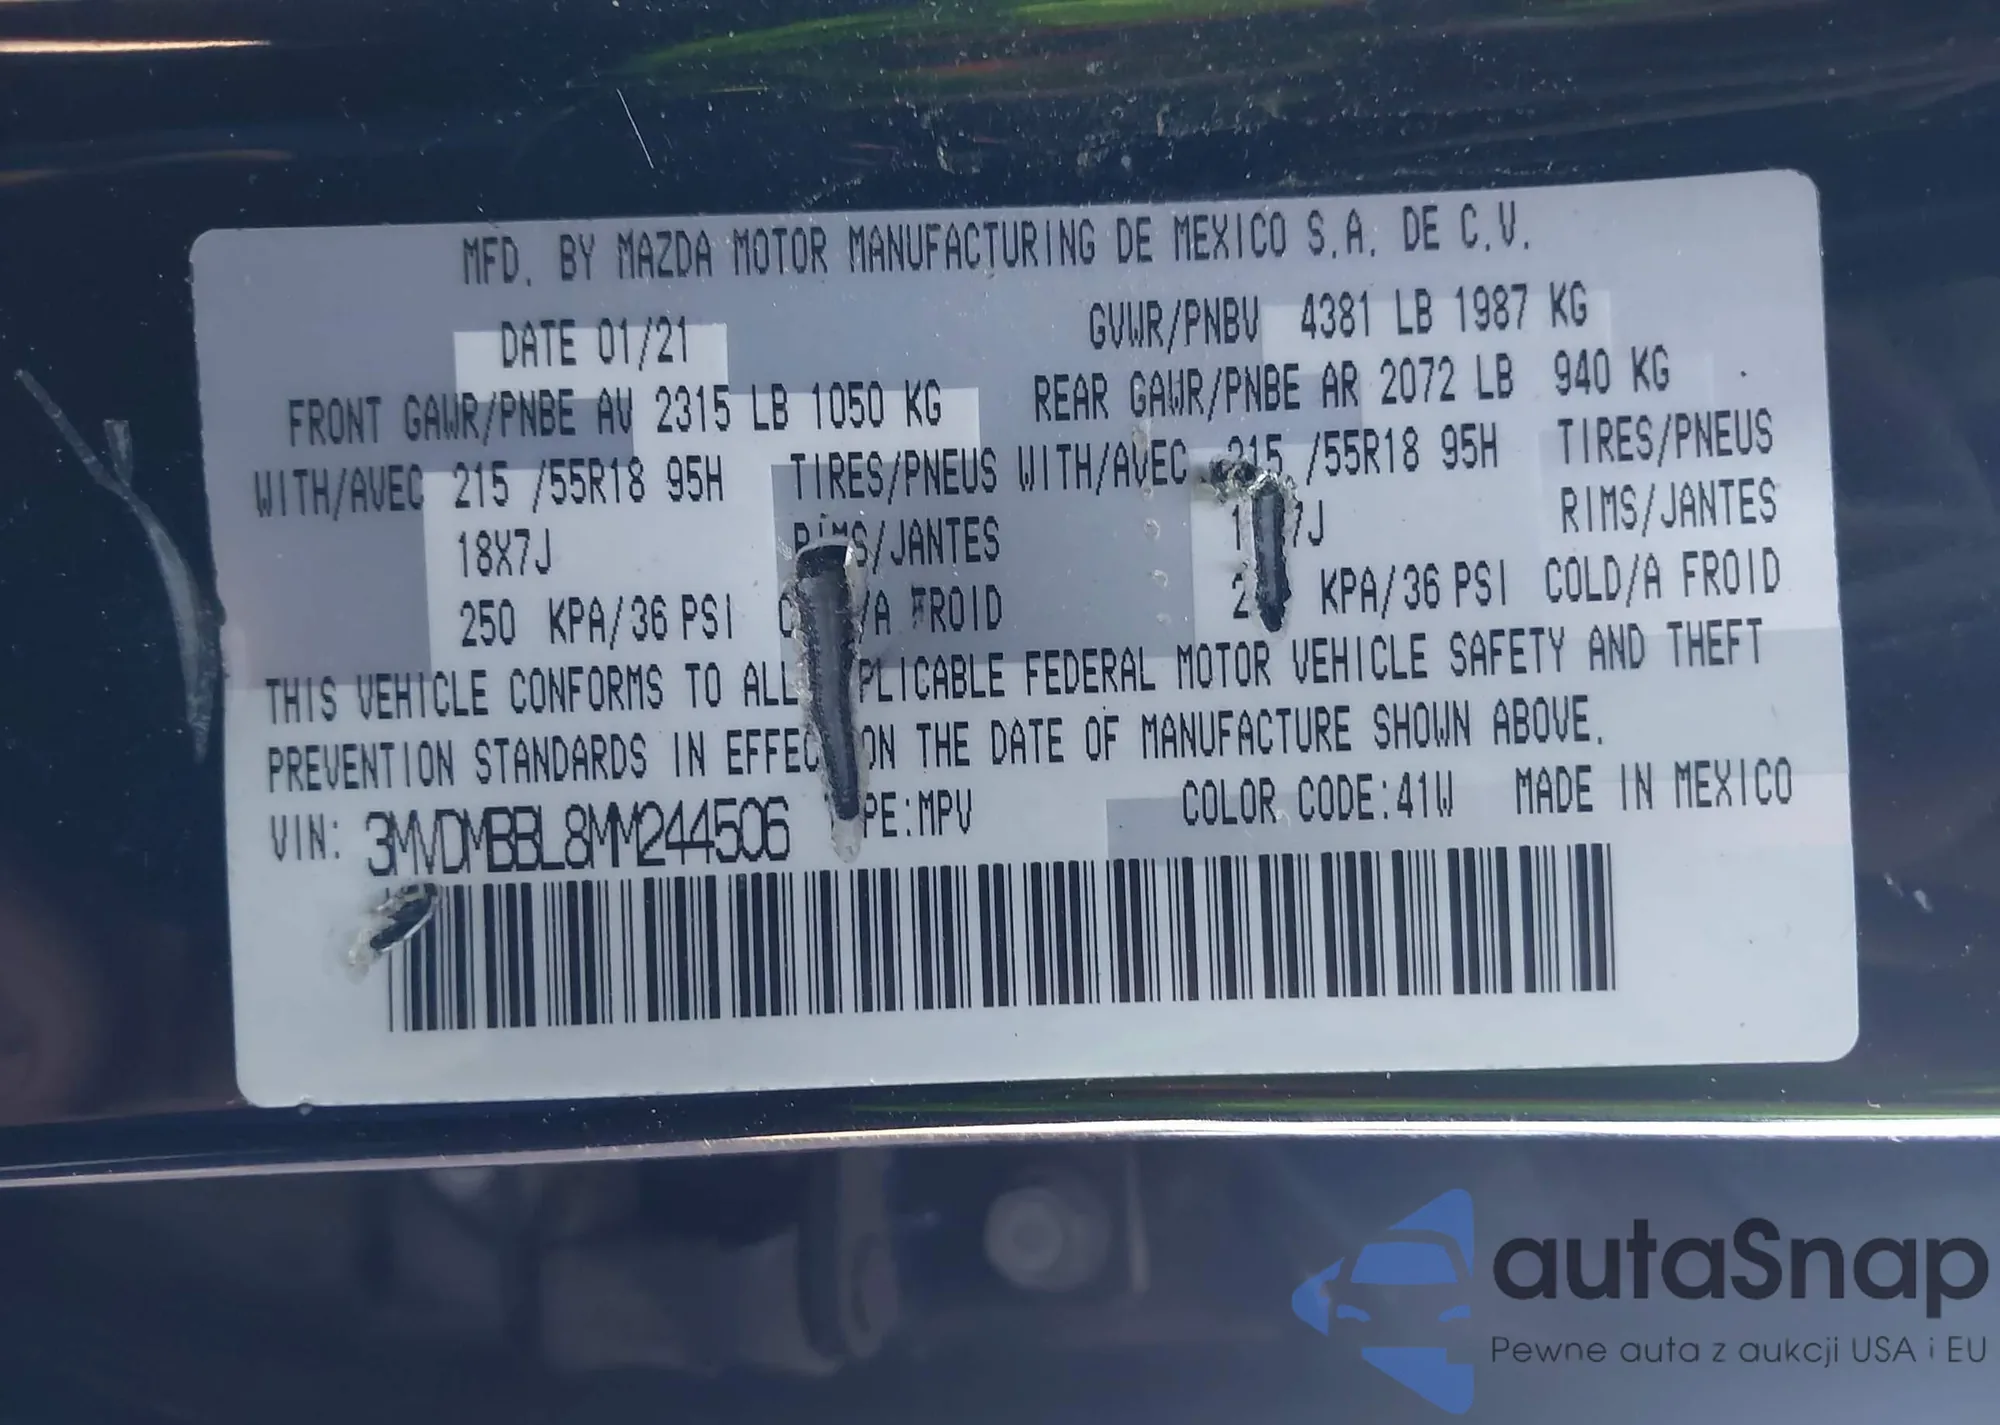 MFD. BY MAZDA MOTOR MANUFACTURING DE MEXICO S.A. DE C.V.
DATE 01/21 GVWR/PNBV 4381 LB 1987 KG
FRONT GAWR/PNBE AV 2315 LB 1050 KG REAR GAWR/PNBE AR 2072 LB 940 KG
WITH/AVEC 215 /55R18 95H TIRES/PNEUS WITH/AVEC 215 /55R18 95H TIRES/PNEUS
18X7J RIMS/JANTES RIMS/JANTES
250 KPA/36 PSI /A FROID KPA/36 PSI COLD/A FROID
THIS VEHICLE CONFORMS TO ALL FEDERAL MOTOR VEHICLE SAFETY AND THEFT
PREVENTION STANDARDS IN ON THE DATE OF MANUFACTURE SHOWN ABOVE.
VIN: 3MVDMBBL8MM244506 MPV COLOR CODE:41W MADE IN MEXICO
autaSnap
Pewne auta z aukcji USA i EU